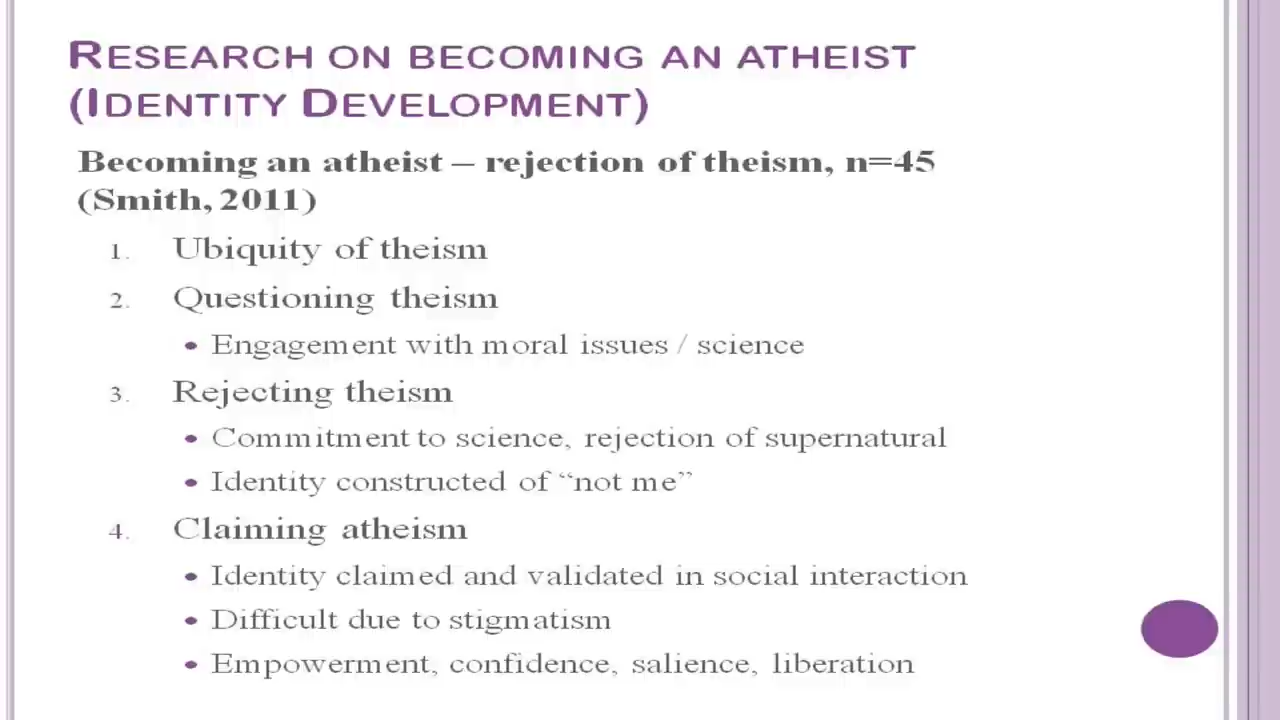 RESEARCH ON BECOMING AN ATHEIST
(IDENTITY DEVELOPMENT)
Becoming an atheist – rejection of theism, n=45
(Smith, 2011)
1. Ubiquity of theism
2. Questioning theism
• Engagement with moral issues / science
3. Rejecting theism
• Commitment to science, rejection of supernatural
• Identity constructed of “not me”
4. Claiming atheism
• Identity claimed and validated in social interaction
• Difficult due to stigmatism
• Empowerment, confidence, salience, liberation